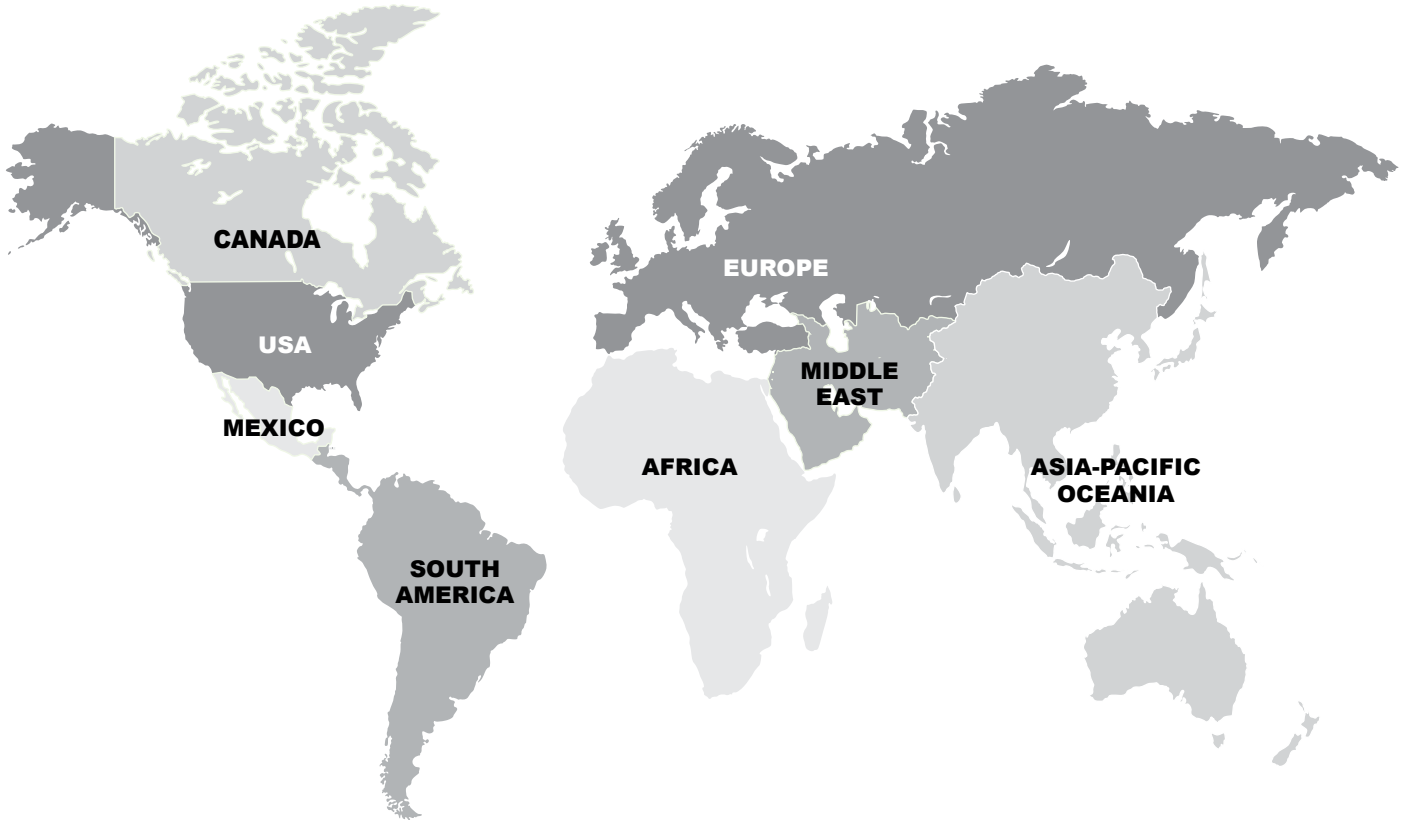 CANADA
EUROPE
USA
MIDDLE
EAST
MEXICO
AFRICA
ASIA-PACIFIC
OCEANIA
SOUTH
AMERICA